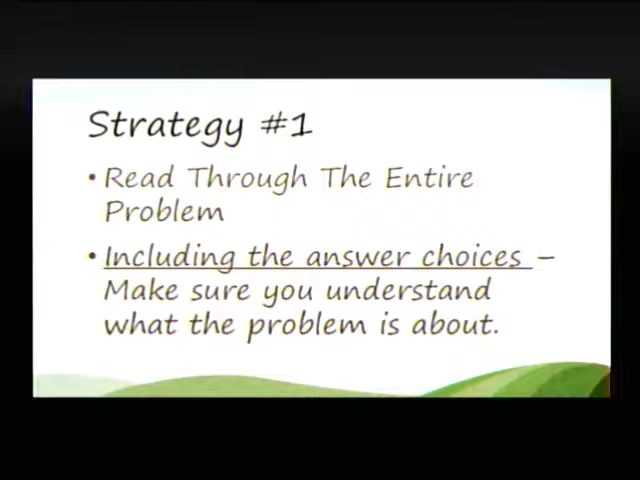 Strategy #1
• Read Through The Entire
Problem
• Including the answer choices –
Make sure you understand
what the problem is about.